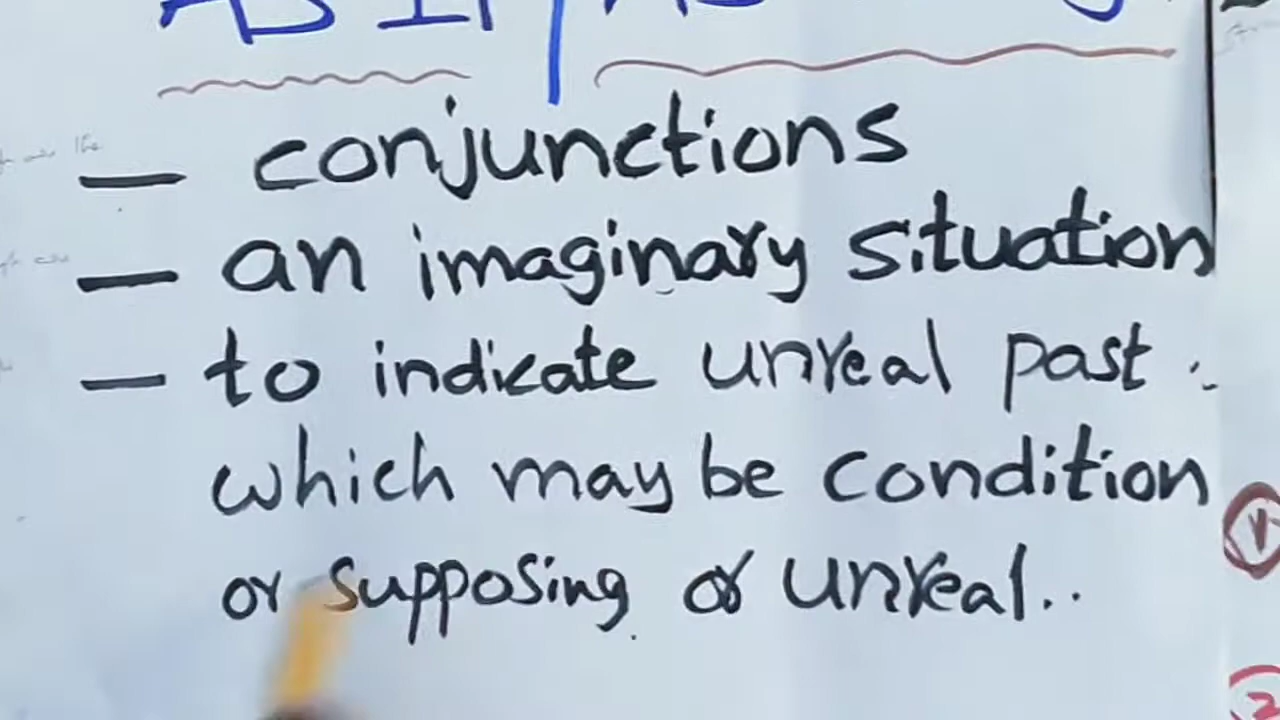 — conjunctions
— an imaginary situation
— to indicate unreal past
which may be condition
or supposing or unreal..